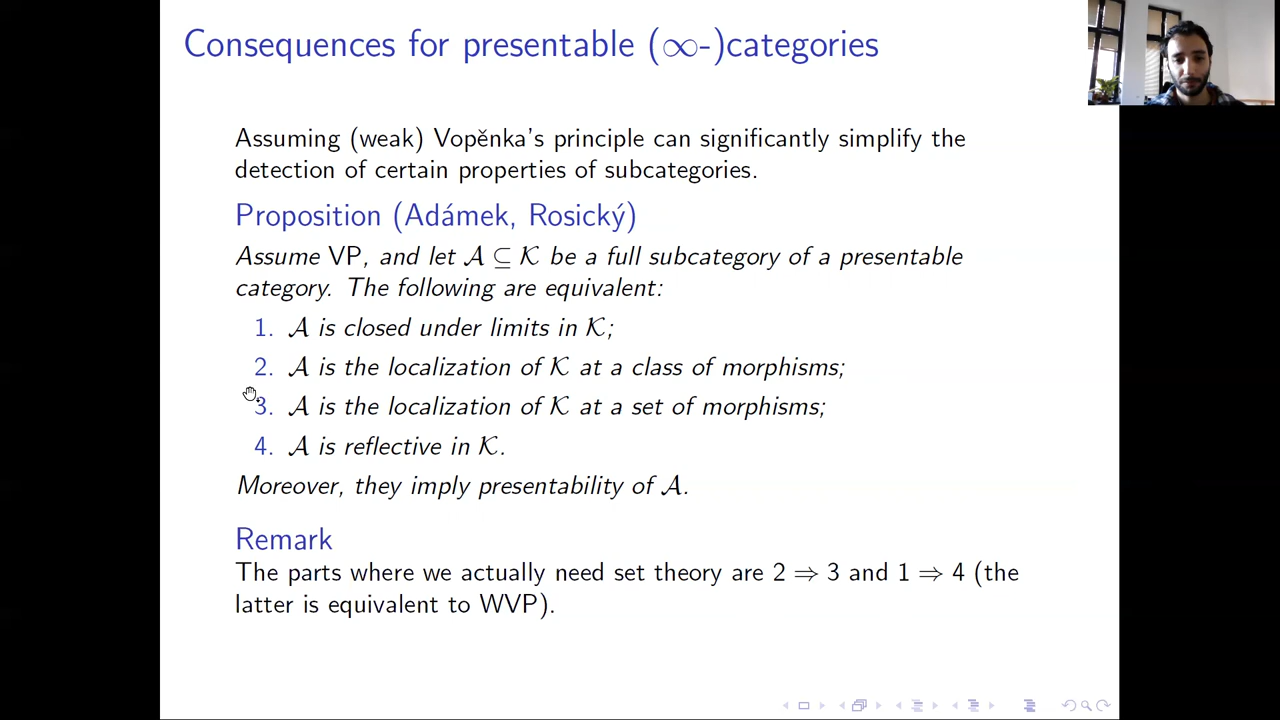 Consequences for presentable (∞-)categories
Assuming (weak) Vopěnka's principle can significantly simplify the
detection of certain properties of subcategories.
Proposition (Adámek, Rosický)
Assume VP, and let 𝒜 ⊆ 𝒦 be a full subcategory of a presentable
category. The following are equivalent:
1. 𝒜 is closed under limits in 𝒦;
2. 𝒜 is the localization of 𝒦 at a class of morphisms;
3. 𝒜 is the localization of 𝒦 at a set of morphisms;
4. 𝒜 is reflective in 𝒦.
Moreover, they imply presentability of 𝒜.
Remark
The parts where we actually need set theory are 2 ⇒ 3 and 1 ⇒ 4 (the
latter is equivalent to WVP).